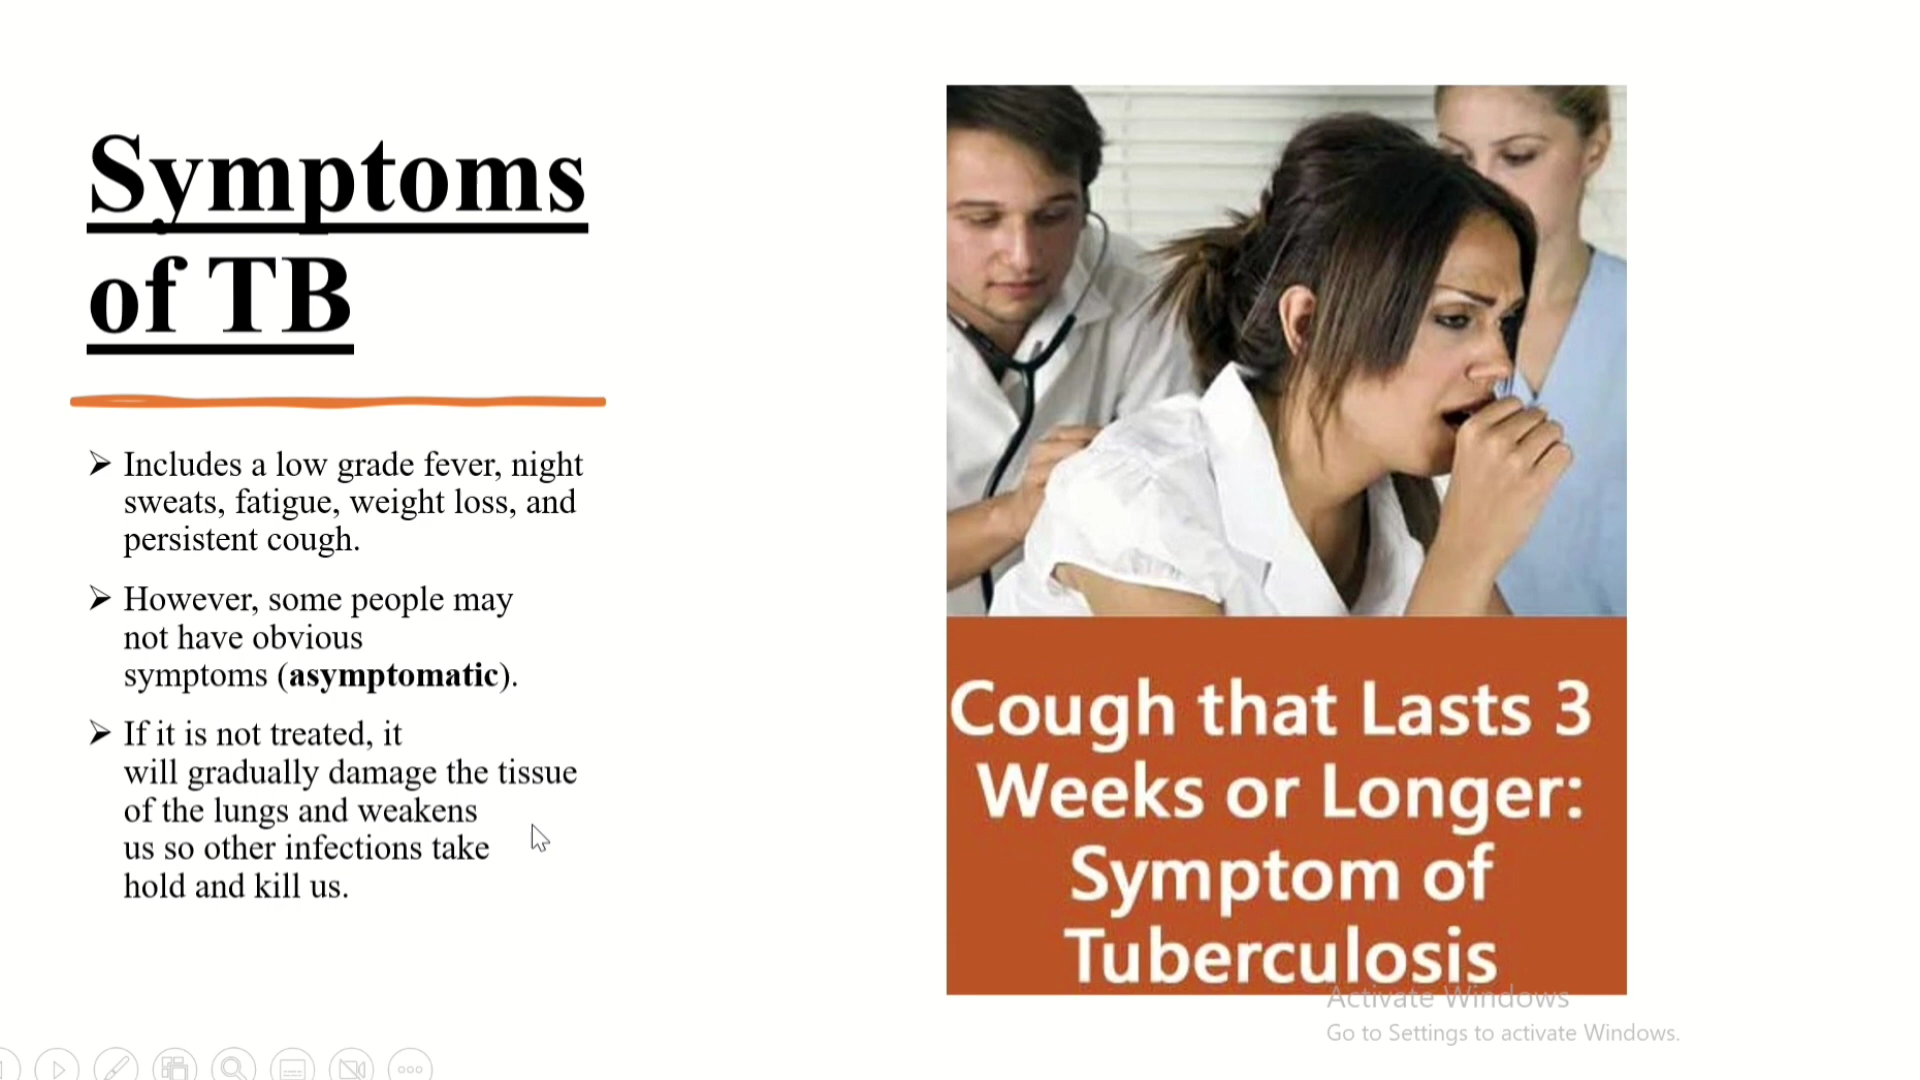 Symptoms
of TB
➢ Includes a low grade fever, night
sweats, fatigue, weight loss, and
persistent cough.
➢ However, some people may
not have obvious
symptoms (asymptomatic).
➢ If it is not treated, it
will gradually damage the tissue
of the lungs and weakens
us so other infections take
hold and kill us.
Cough that Lasts 3
Weeks or Longer:
Symptom of
Tuberculosis
Activate Windows
Go to Settings to activate Windows.